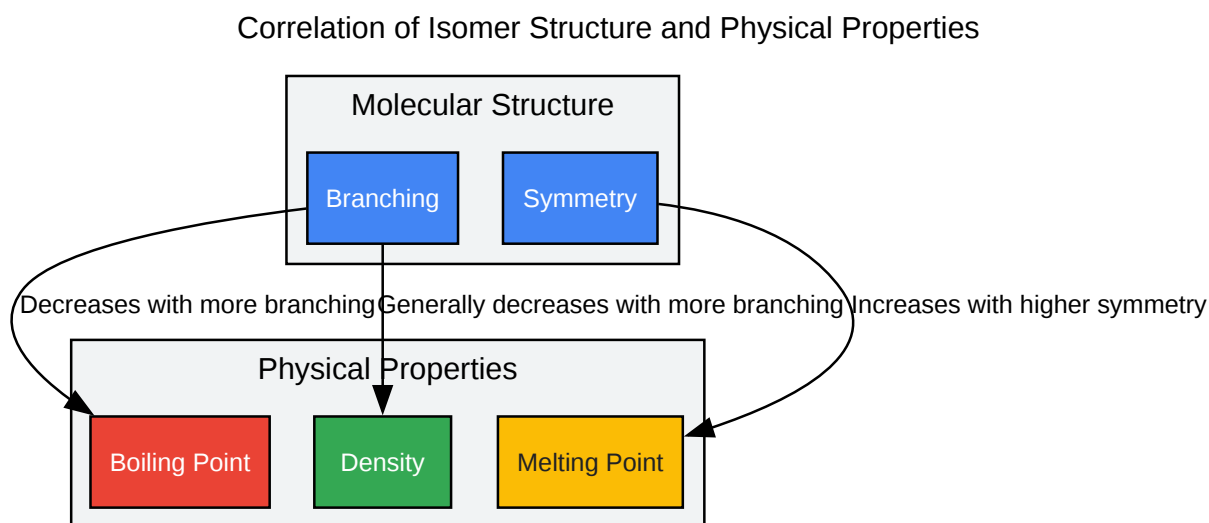 Correlation of Isomer Structure and Physical Properties
Molecular Structure
Branching
Symmetry
Decreases with more branching
Generally decreases with more branching
Increases with higher symmetry
Physical Properties
Boiling Point
Density
Melting Point